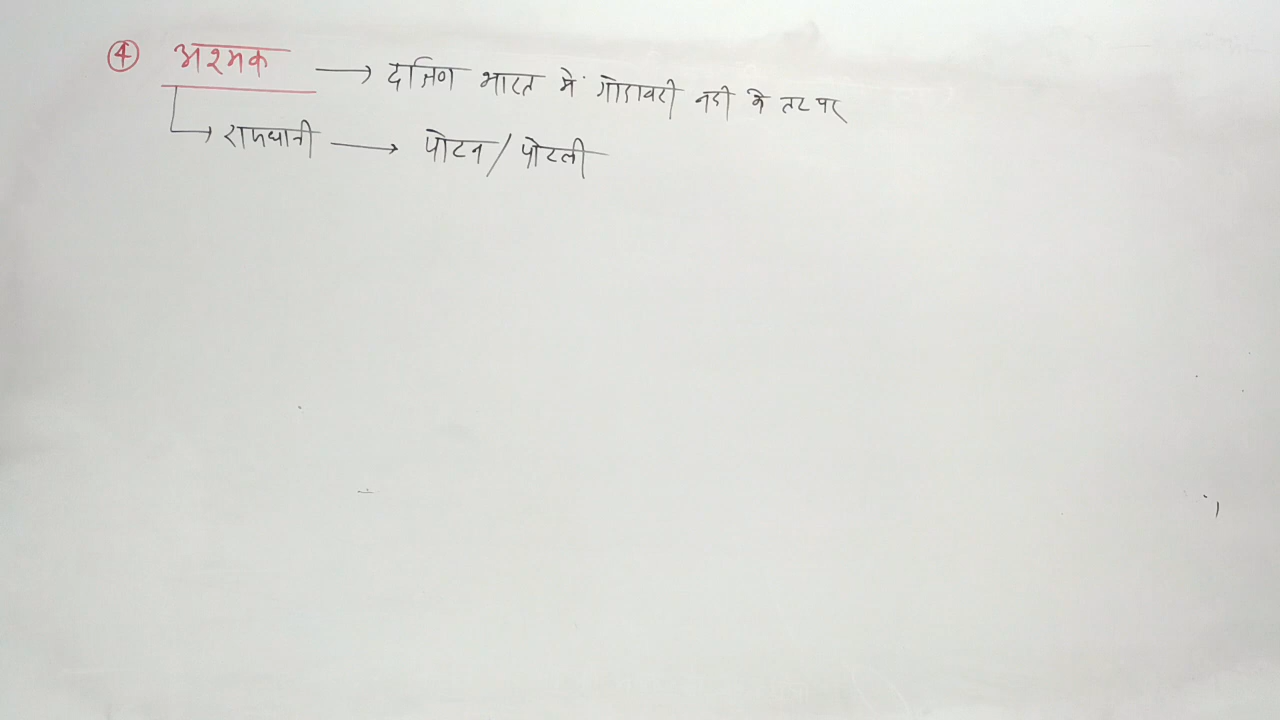 ④ अश्मक → दक्षिण भारत में गोदावरी नदी के तट पर
↳ राजधानी → पोटन / पोटली